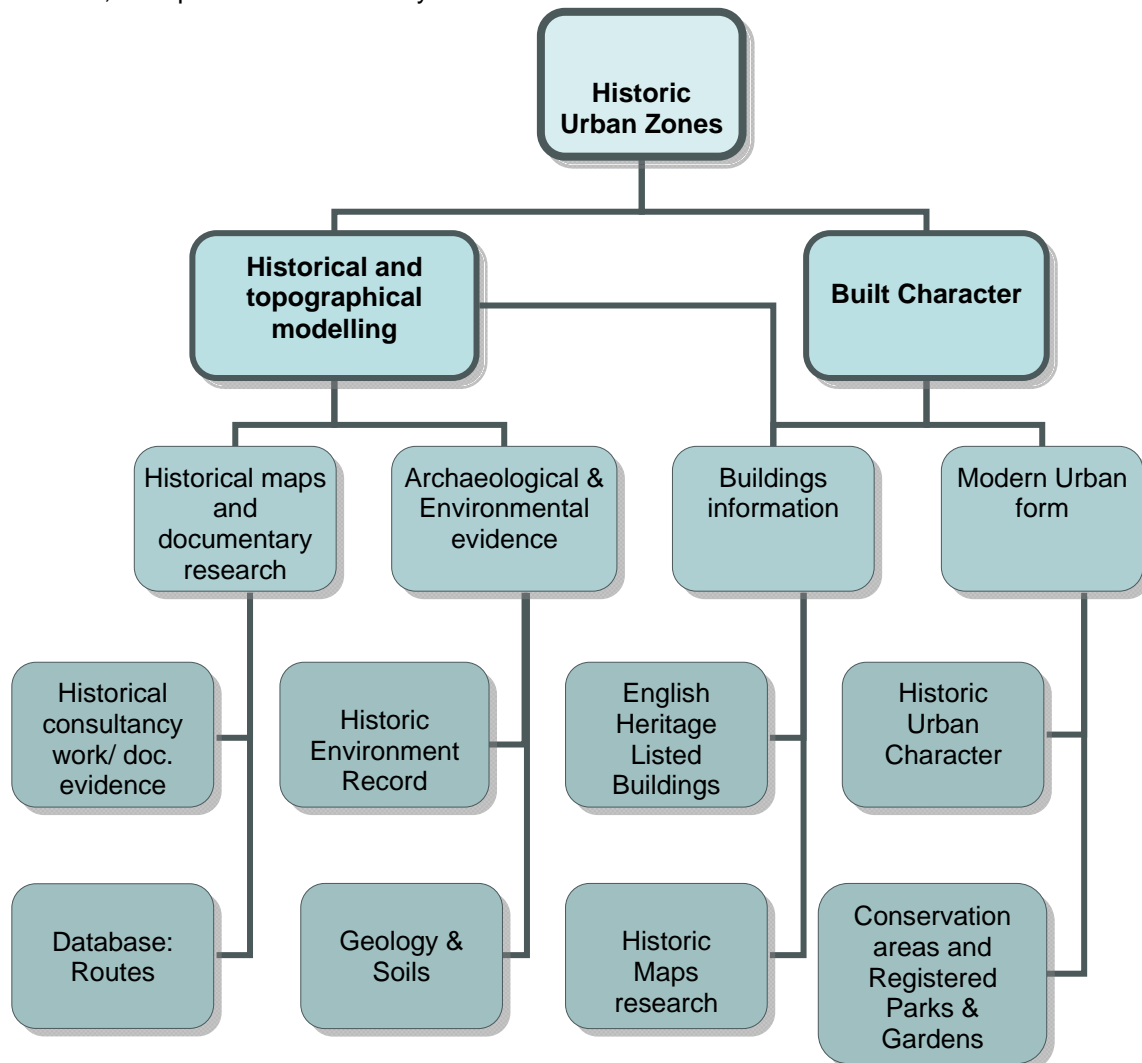 Historic
Urban Zones
Historical and
topographical
modelling
Built Character
Historical maps
and
documentary
research
Archaeological &
Environmental
evidence
Buildings
information
Modern Urban
form
Historical
consultancy
work/ doc.
evidence
Historic
Environment
Record
English
Heritage
Listed
Buildings
Historic
Urban
Character
Database:
Routes
Geology &
Soils
Historic
Maps
research
Conservation
areas and
Registered
Parks &
Gardens